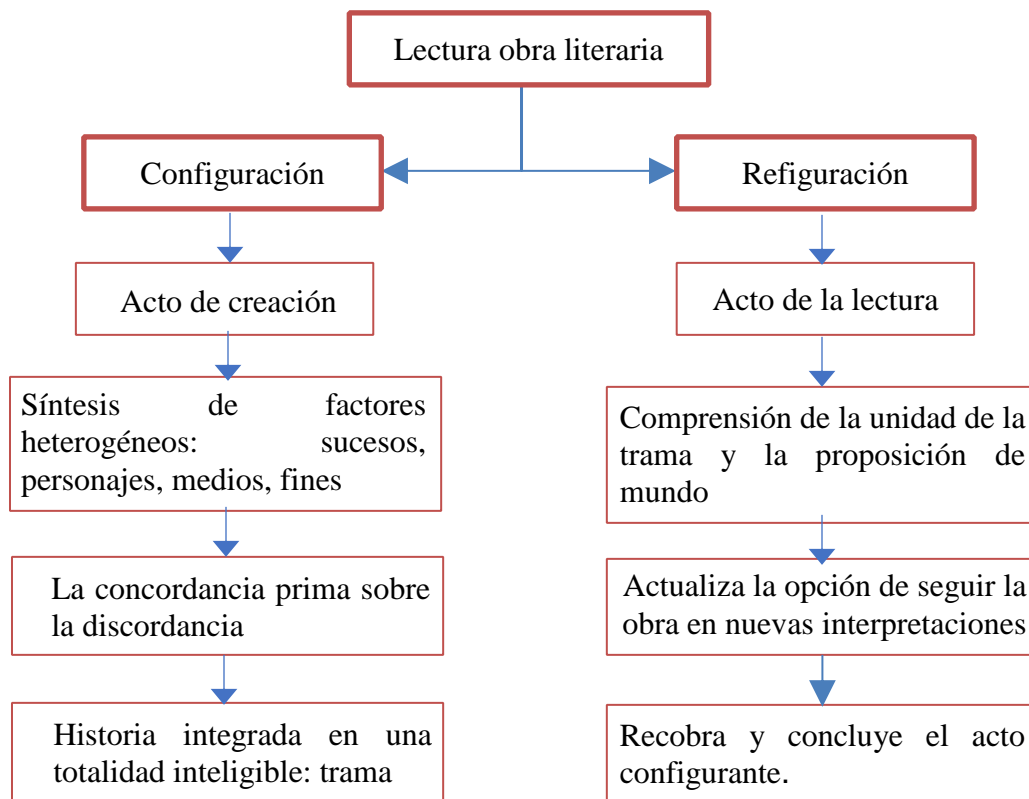 Lectura obra literaria
Configuración
Refiguración
Acto de creación
Acto de la lectura
Síntesis de factores
heterogéneos: sucesos,
personajes, medios, fines
Comprensión de la unidad de la
trama y la proposición de
mundo
La concordancia prima sobre
la discordancia
Actualiza la opción de seguir la
obra en nuevas interpretaciones
Historia integrada en una
totalidad inteligible: trama
Recobra y concluye el acto
configurante.